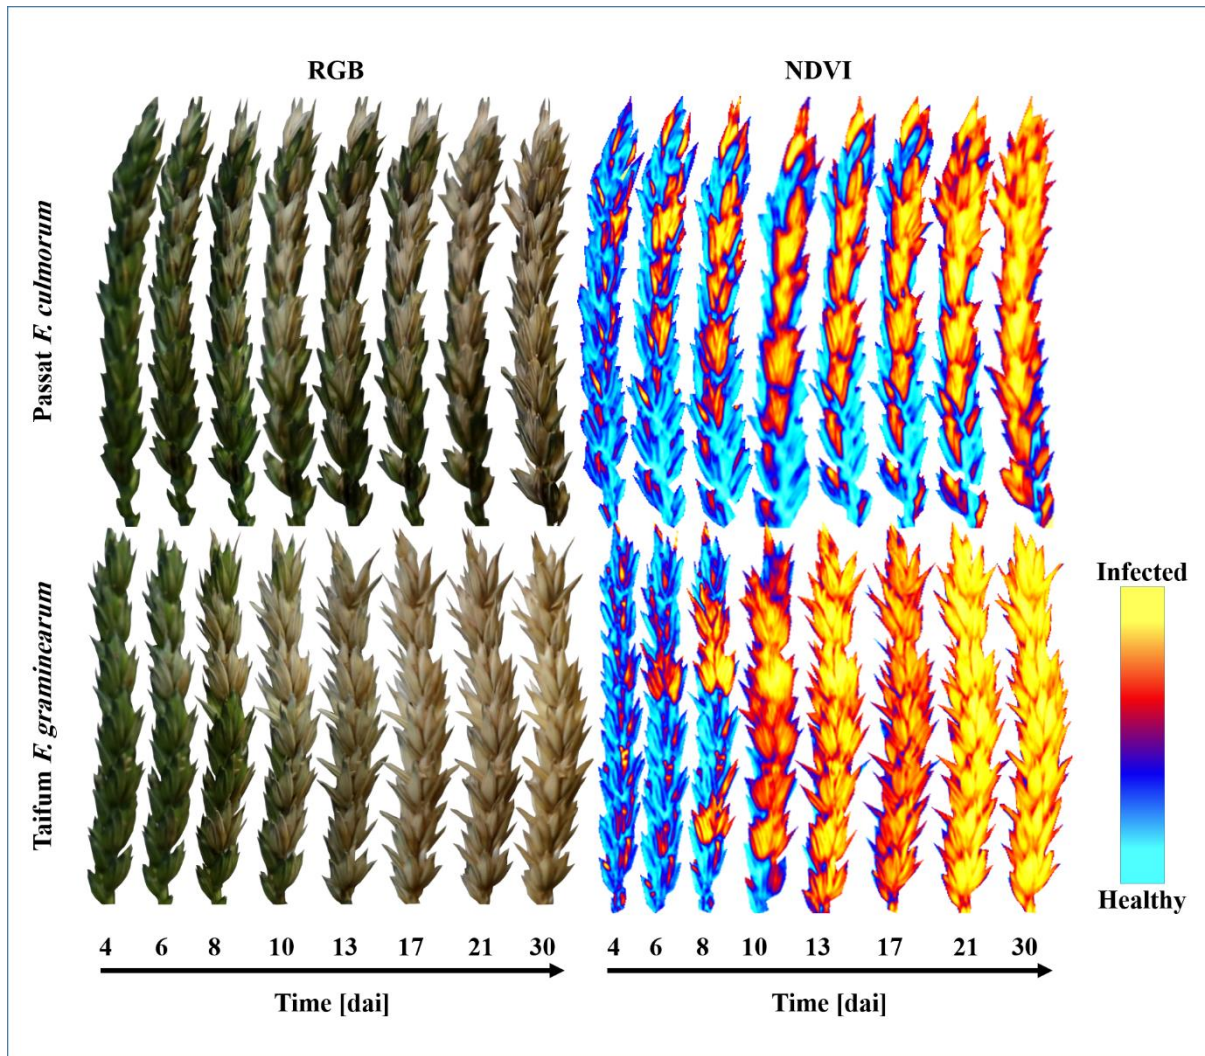 RGB
NDVI
Passat F. culmorum
Taifum F. graminearum
Infected
Healthy
4 6 8 10 13 17 21 30
4 6 8 10 13 17 21 30
Time [dai]
Time [dai]